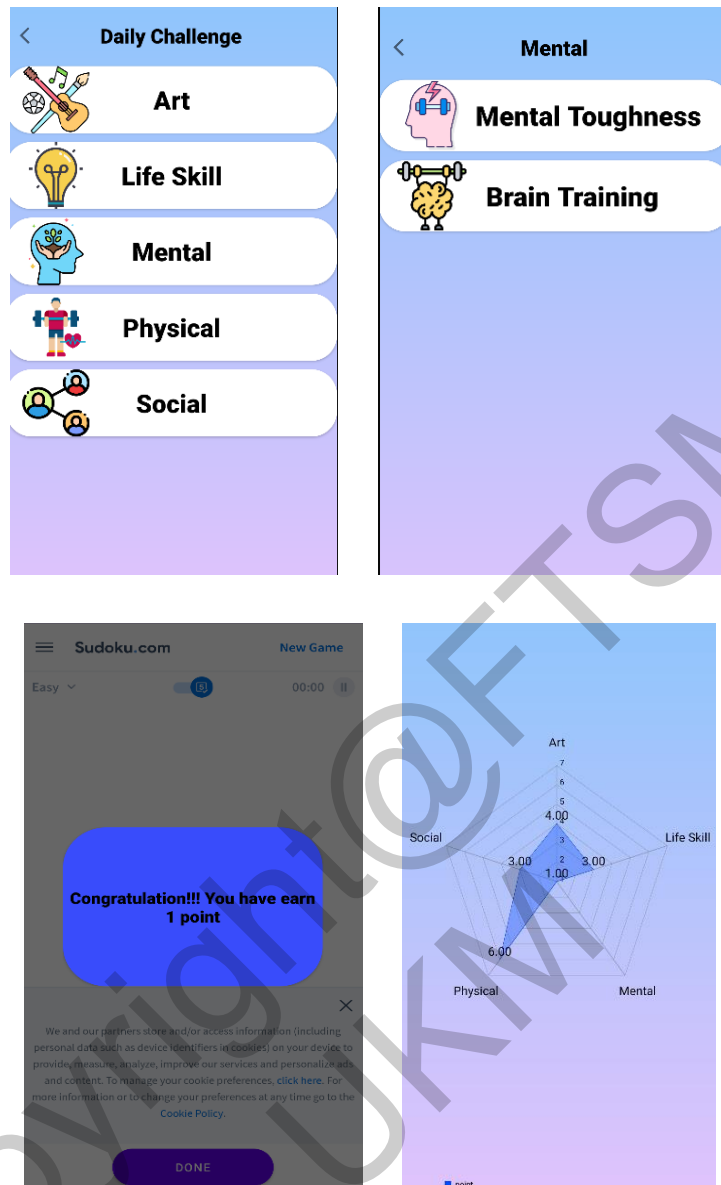 Daily Challenge
Art
Life Skill
Mental
Physical
Social
Mental
Mental Toughness
Brain Training
Sudoku.com
New Game
Easy
00:00
Congratulation!!! You have earn
1 point
We and our partners store and/or access information (including
personal data such as device identifiers in cookies) on your device to
provide, measure, analyze, improve our services and personalize ads
and content. To manage your cookie preferences, click here. For
more information or to change your preferences at any time go to the
Cookie Policy.
DONE
Art
7
6
5
4.00
4
3
2
Social
Life Skill
3.00
3.00
1.00
6.00
Physical
Mental
point
pyright@FTSM
UKM